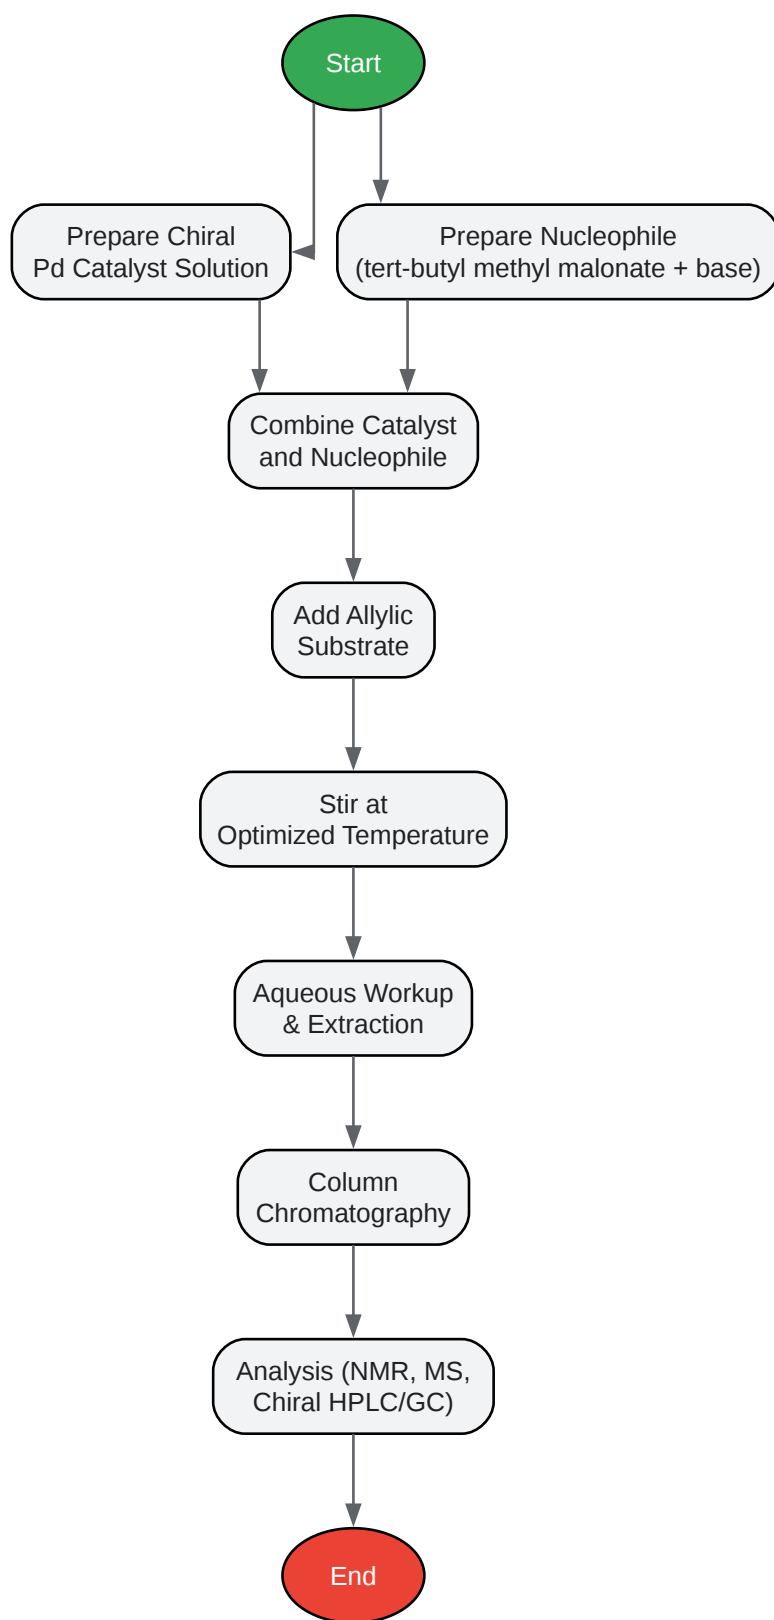 Start
Prepare Chiral
Pd Catalyst Solution
Prepare Nucleophile
(tert-butyl methyl malonate + base)
Combine Catalyst
and Nucleophile
Add Allylic
Substrate
Stir at
Optimized Temperature
Aqueous Workup
& Extraction
Column
Chromatography
Analysis (NMR, MS,
Chiral HPLC/GC)
End